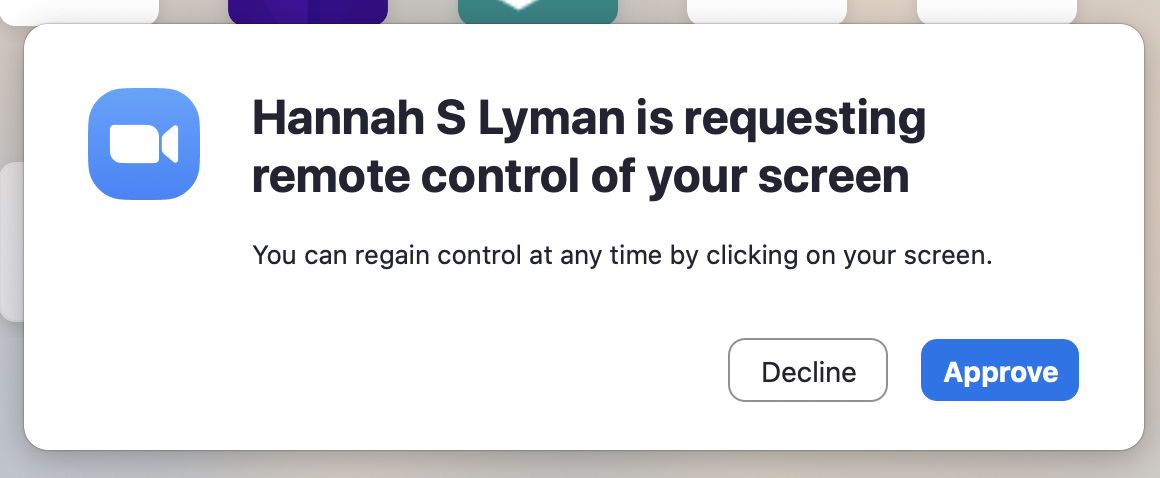 Hannah S Lyman is requesting
remote control of your screen
You can regain control at any time by clicking on your screen.
Decline
Approve